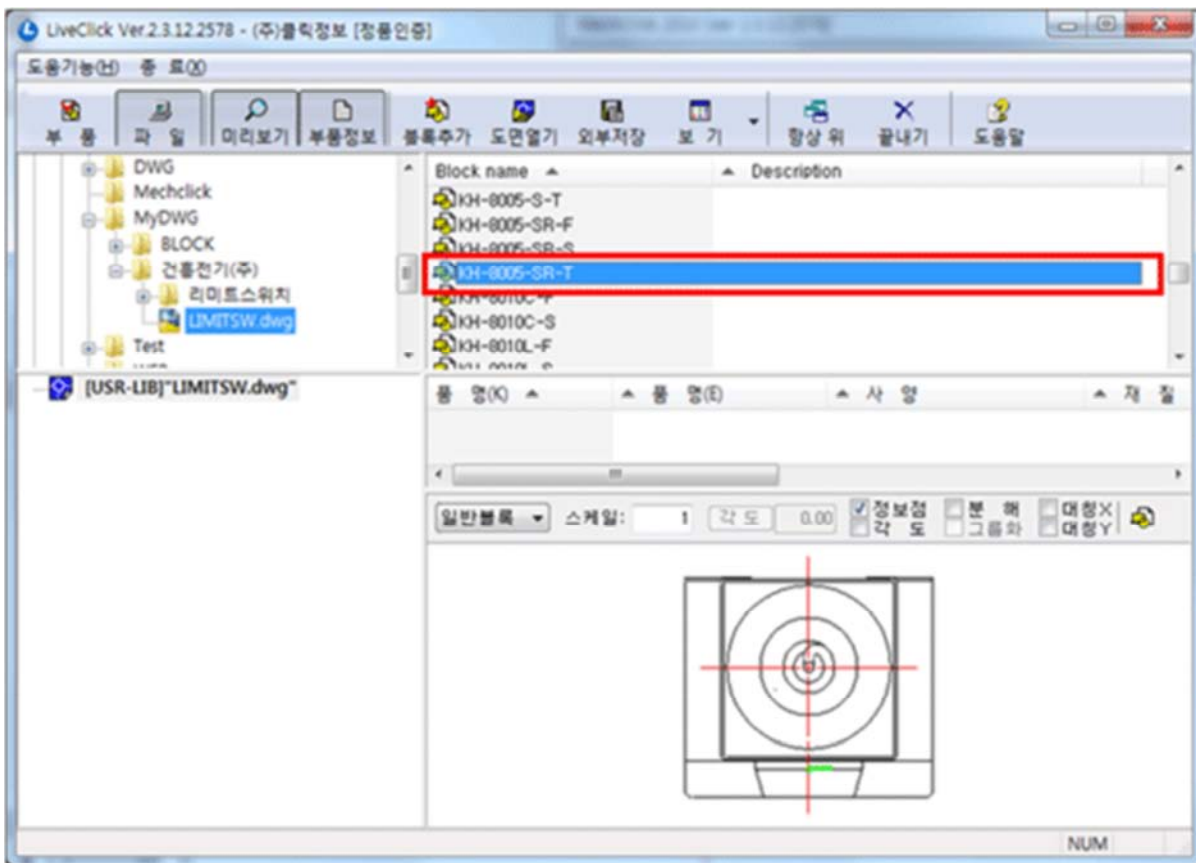 LiveClick Ver.2.3.12.2578 - (주)클릭정보 [정품인증]
도움기능(H) 종 료(X)
부 품 파 일 미리보기 부품정보 블록추가 도면열기 외부저장 보 기 항상 위 끝내기 도움말
DWG
Mechclick
MyDWG
BLOCK
건흥전기(주)
리미트스위치
LIMITSW.dwg
Test
Block name Description
KH-8005-S-T
KH-8005-SR-F
KH-8005-SR-S
KH-8005-SR-T
KH-8010C-F
KH-8010C-S
KH-8010L-F
[USR-LIB]"LIMITSW.dwg"
품 명(K) 품 명(E) 사 양 재 질
일반블록 스케일: 1 각 도 0.00 정보점 분 해 대칭X
각 도 그룹화 대칭Y
NUM